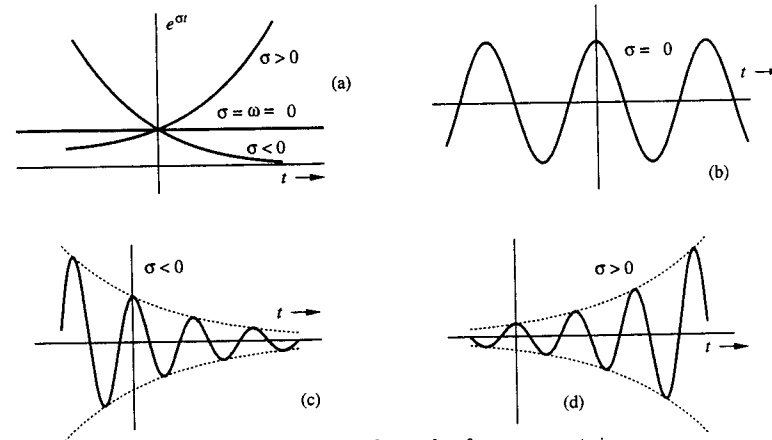 e^{σt}
σ > 0
(a)
σ = ω = 0
σ < 0
t →
σ = 0
t →
(b)
σ < 0
t →
(c)
σ > 0
t →
(d)